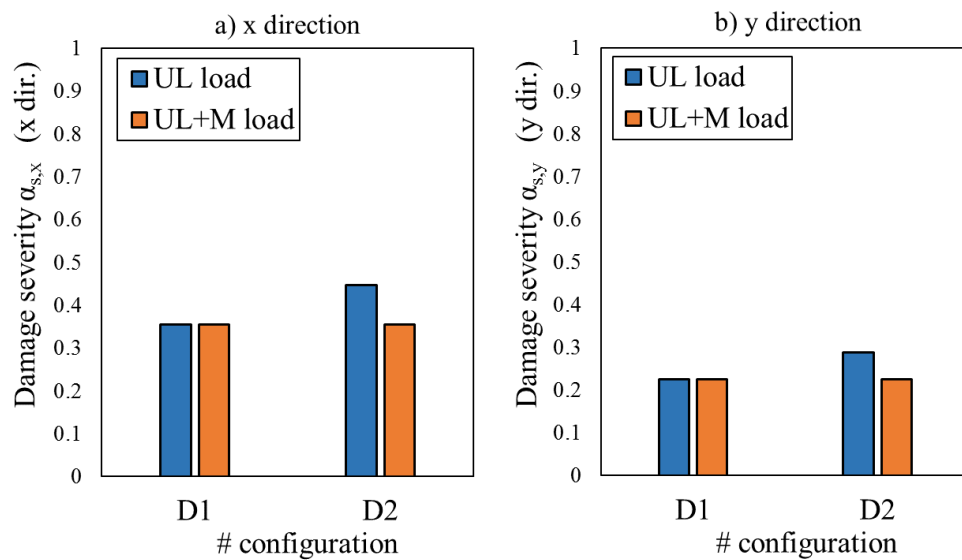 a) x direction
Damage severity α_s,x (x dir.)
1
0.9
0.8
0.7
0.6
0.5
0.4
0.3
0.2
0.1
0
UL load
UL+M load
D1 D2
# configuration
b) y direction
Damage severity α_s,y (y dir.)
1
0.9
0.8
0.7
0.6
0.5
0.4
0.3
0.2
0.1
0
UL load
UL+M load
D1 D2
# configuration